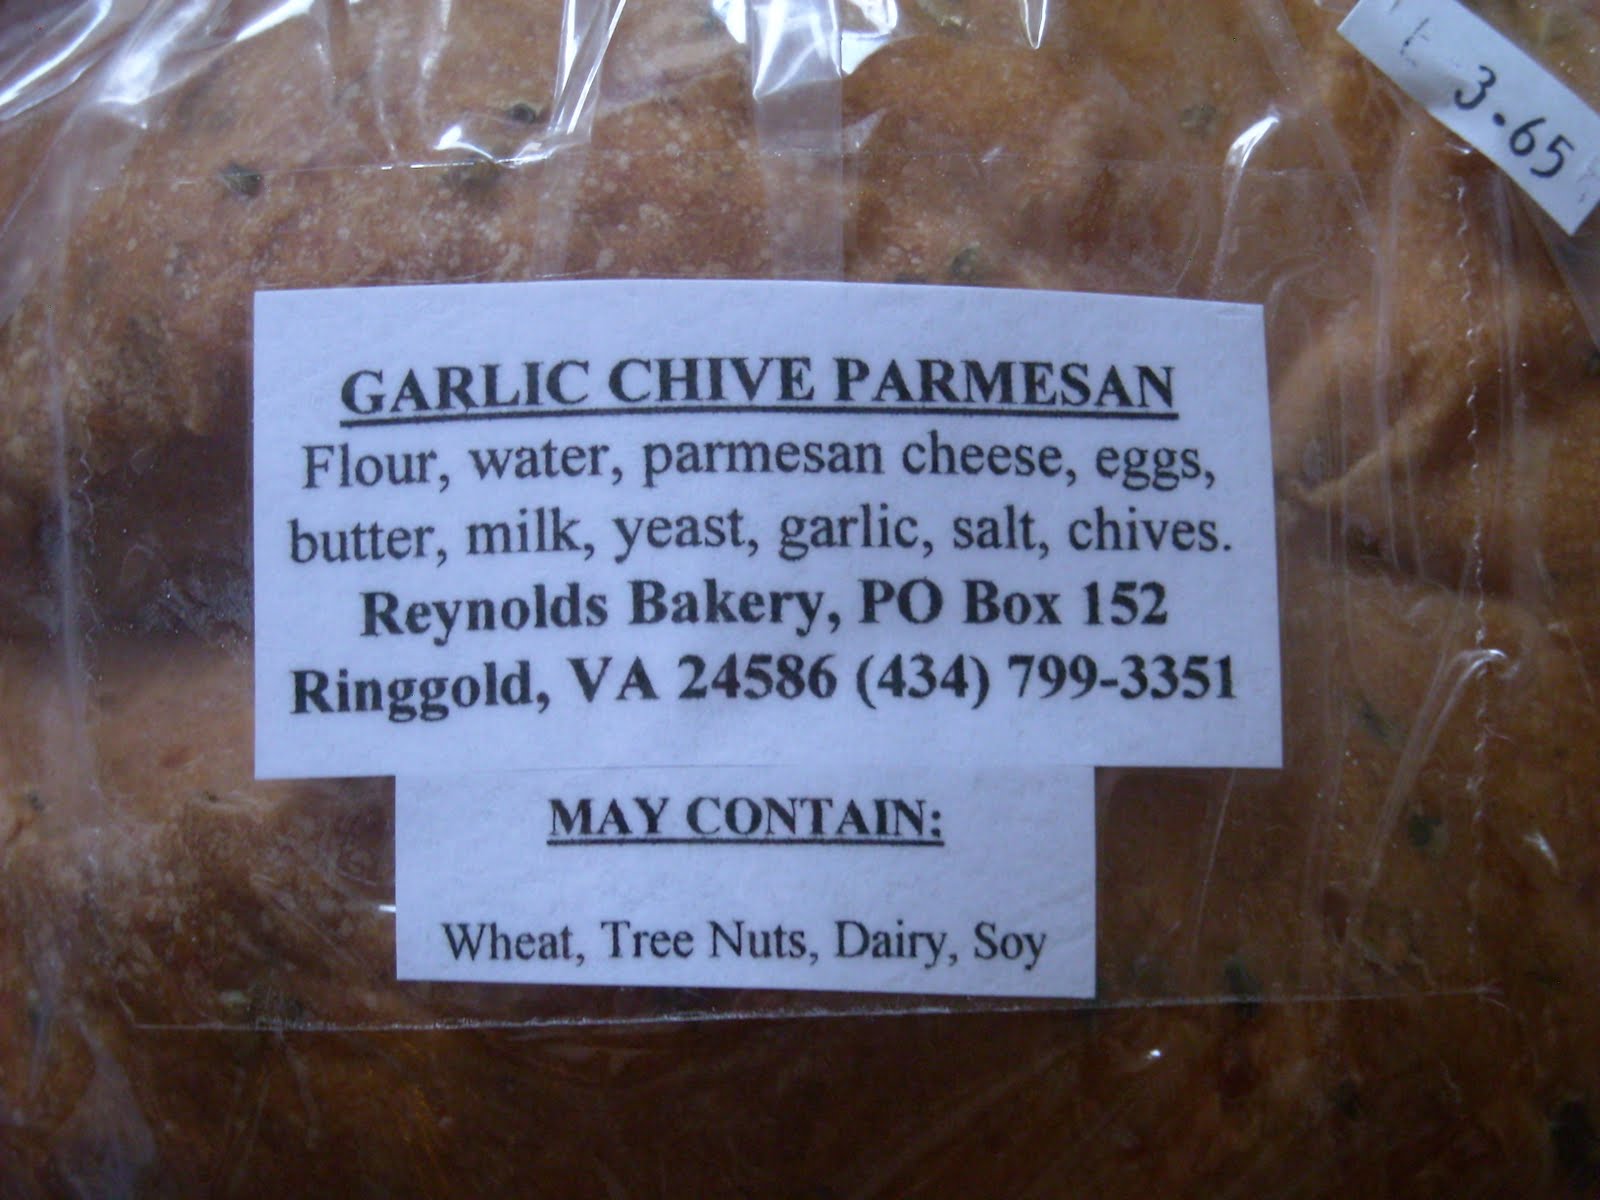 3.65
GARLIC CHIVE PARMESAN
Flour, water, parmesan cheese, eggs,
butter, milk, yeast, garlic, salt, chives.
Reynolds Bakery, PO Box 152
Ringgold, VA 24586 (434) 799-3351
MAY CONTAIN:
Wheat, Tree Nuts, Dairy, Soy